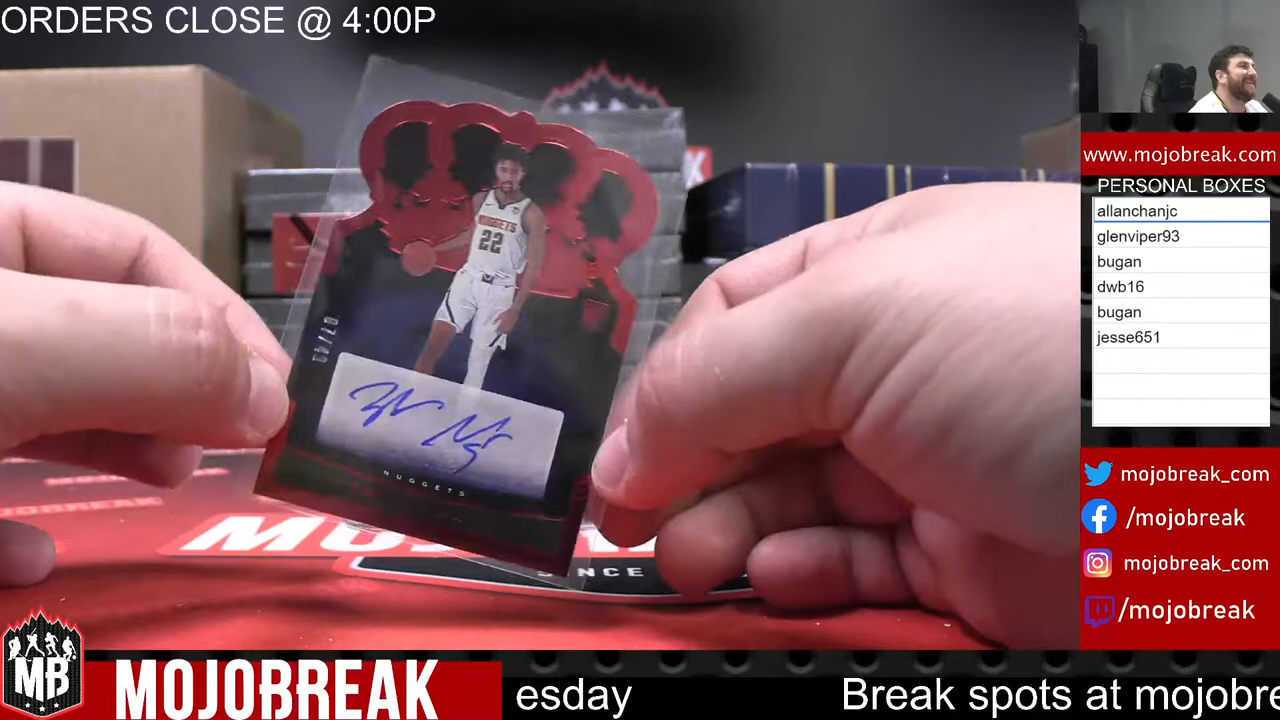 ORDERS CLOSE @ 4:00P
www.mojobreak.com
PERSONAL BOXES
allanchanjc
glenviper93
bugan
dwb16
bugan
jesse651
NUGGETS
22
NUGGETS
SINCE
mojobreak_com
/mojobreak
mojobreak_com
/mojobreak
MB
MOJOBREAK
esday
Break spots at mojobre